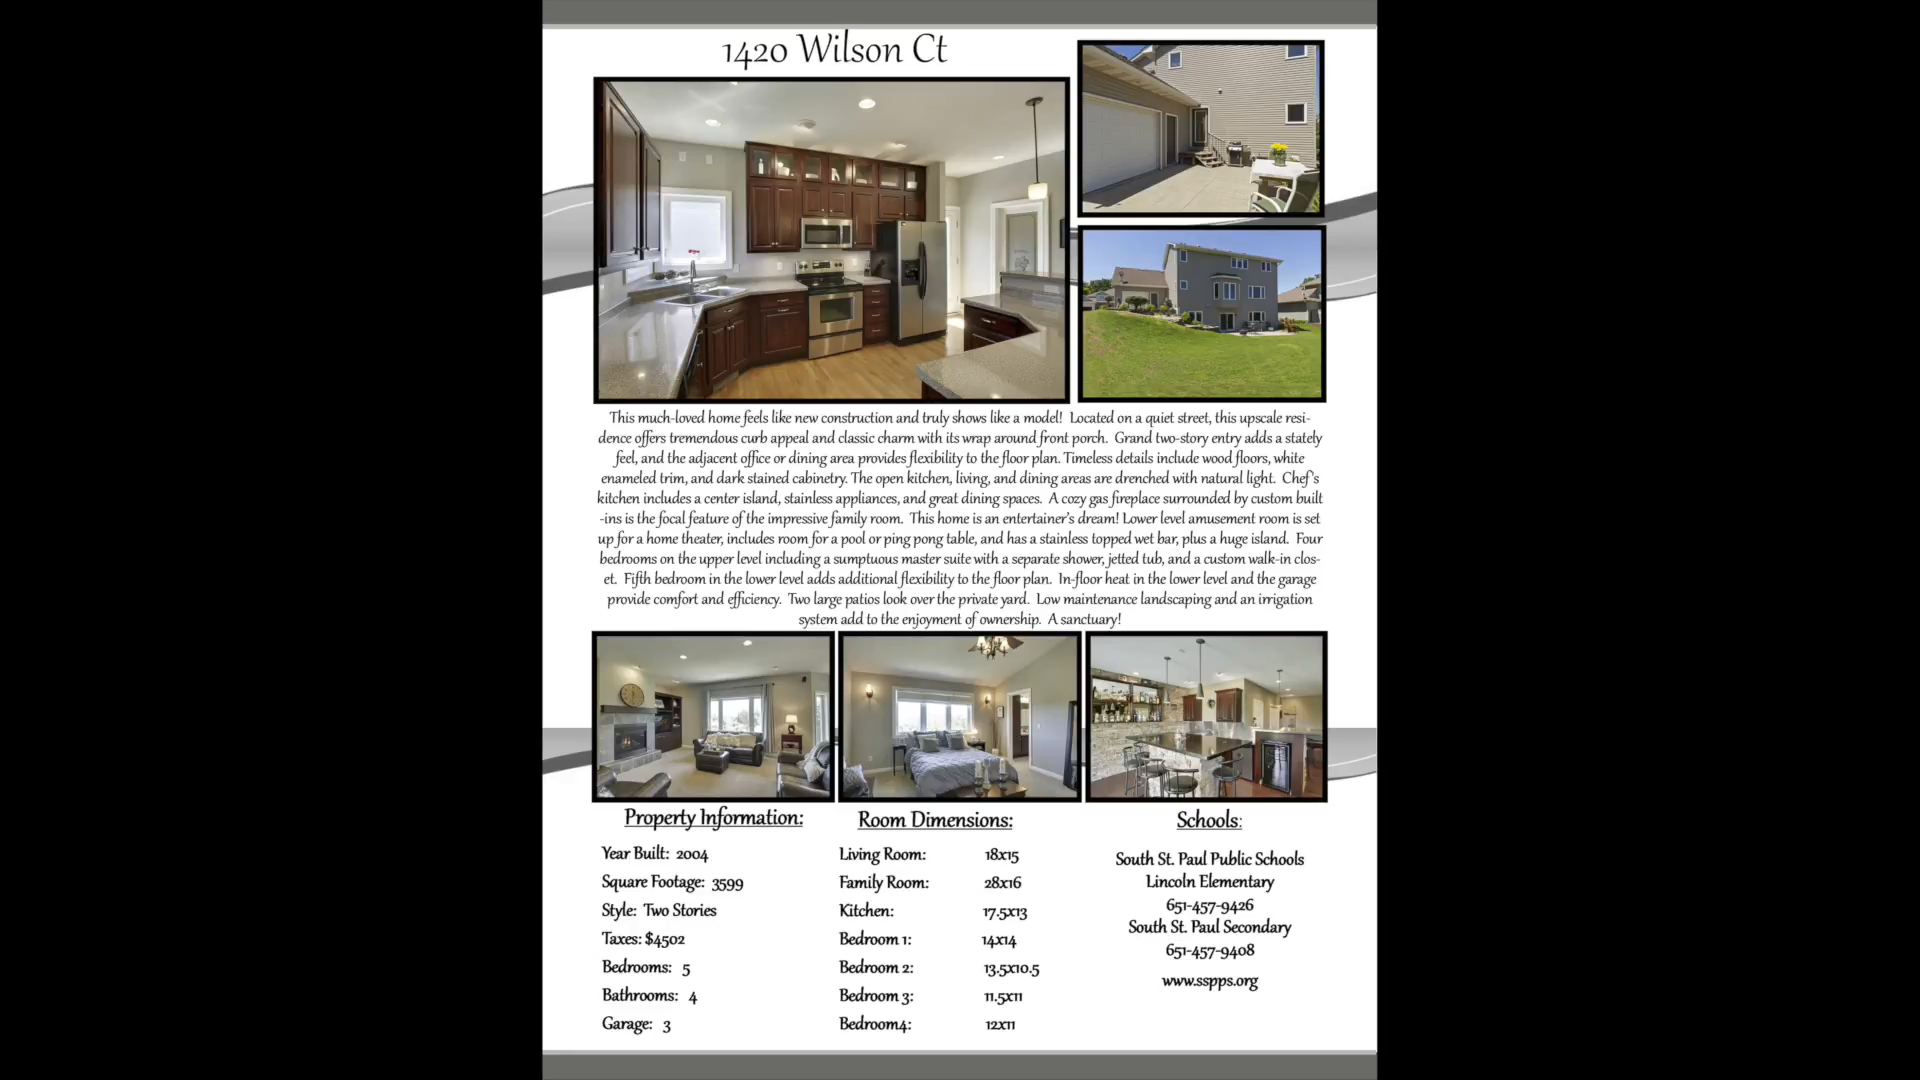 1420 Wilson Ct
This much-loved home feels like new construction and truly shows like a model!  Located on a quiet street, this upscale resi-
dence offers tremendous curb appeal and classic charm with its wrap around front porch.  Grand two-story entry adds a stately
feel, and the adjacent office or dining area provides flexibility to the floor plan. Timeless details include wood floors, white
enameled trim, and dark stained cabinetry. The open kitchen, living, and dining areas are drenched with natural light.  Chef's
kitchen includes a center island, stainless appliances, and great dining spaces.  A cozy gas fireplace surrounded by custom built
-ins is the focal feature of the impressive family room.  This home is an entertainer's dream! Lower level amusement room is set
up for a home theater, includes room for a pool or ping pong table, and has a stainless topped wet bar, plus a huge island.  Four
bedrooms on the upper level including a sumptuous master suite with a separate shower, jetted tub, and a custom walk-in clos-
et.  Fifth bedroom in the lower level adds additional flexibility to the floor plan.  In-floor heat in the lower level and the garage
provide comfort and efficiency.  Two large patios look over the private yard.  Low maintenance landscaping and an irrigation
system add to the enjoyment of ownership.  A sanctuary!
Property Information:
Year Built:  2004
Square Footage:  3599
Style:  Two Stories
Taxes: $4502
Bedrooms:   5
Bathrooms:   4
Garage:   3
Room Dimensions:
Living Room: 18x15
Family Room: 28x16
Kitchen: 17.5x13
Bedroom 1: 14x14
Bedroom 2: 13.5x10.5
Bedroom 3: 11.5x11
Bedroom4: 12x11
Schools:
South St. Paul Public Schools
Lincoln Elementary
651-457-9426
South St. Paul Secondary
651-457-9408
www.sspps.org